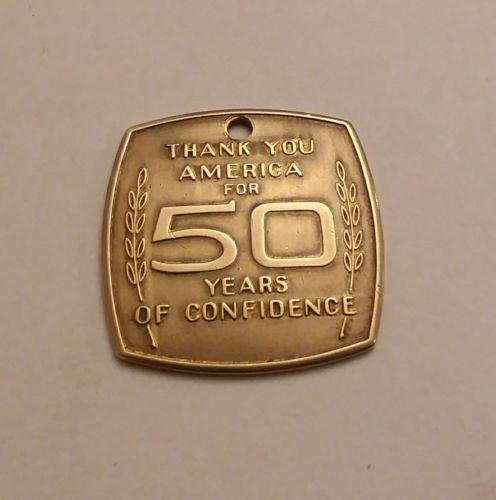 THANK YOU
AMERICA
FOR
50
YEARS
OF CONFIDENCE